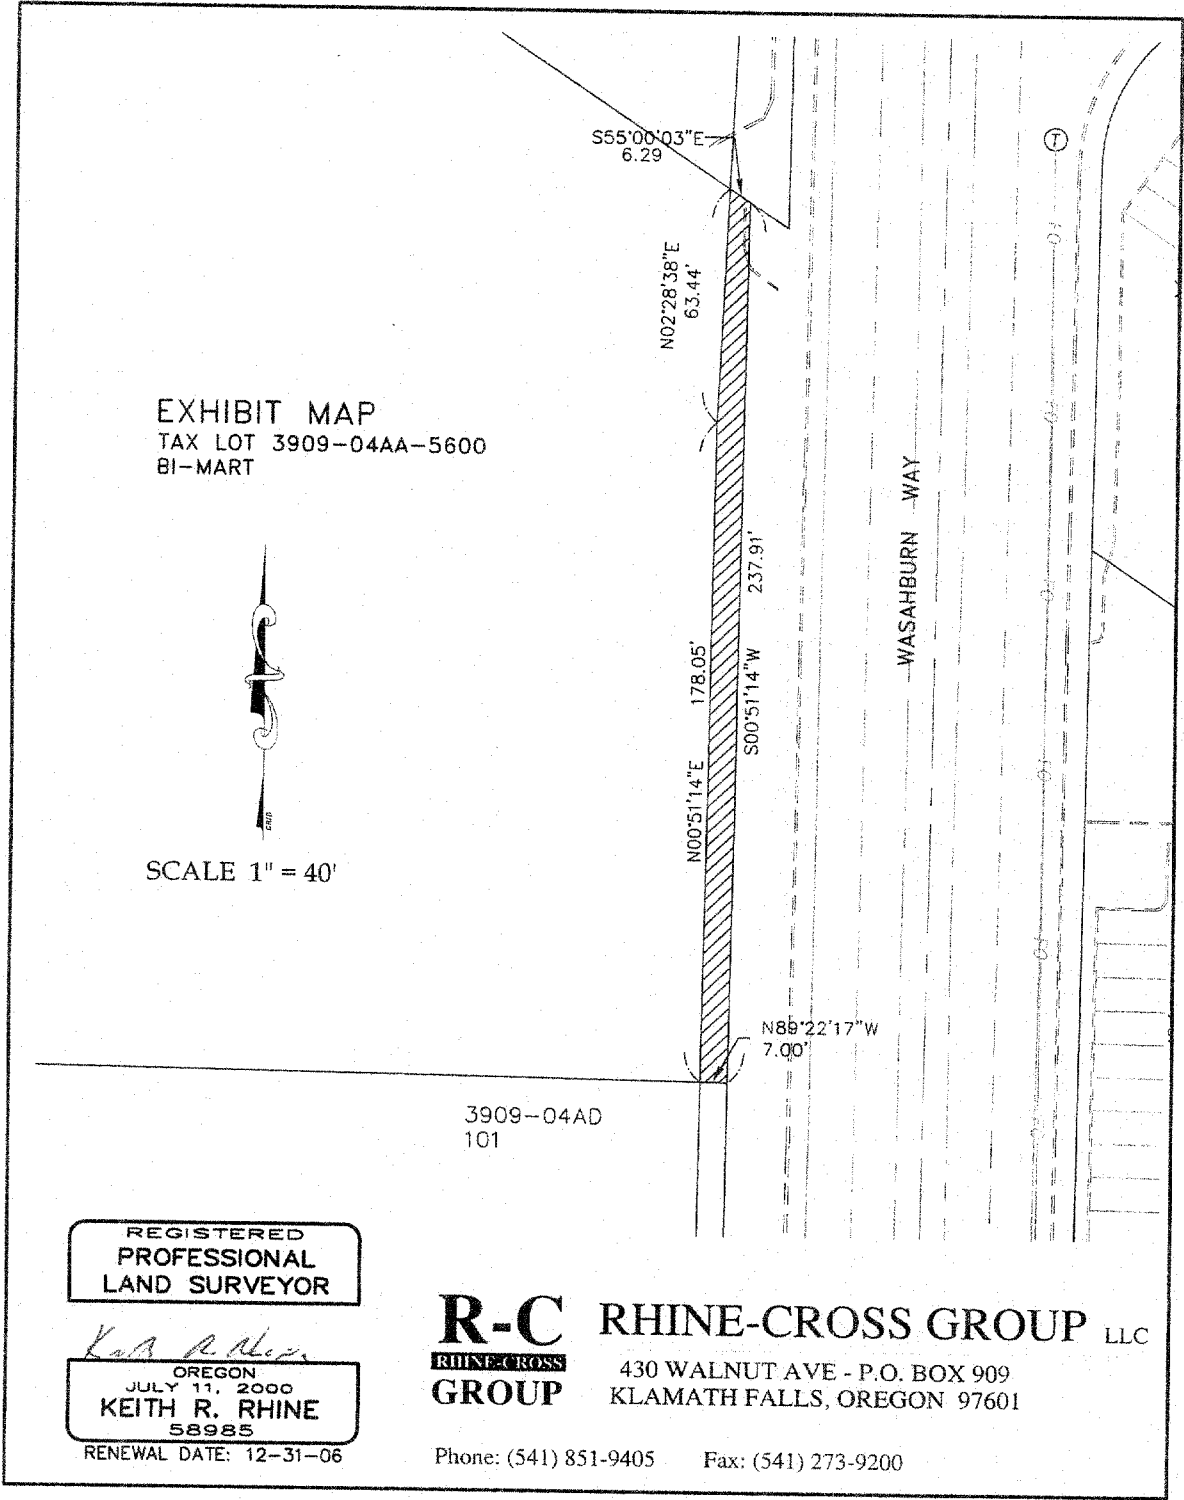 S55°00'03"E
6.29
T
N02°28'38"E
63.44'
EXHIBIT MAP
TAX LOT 3909-04AA-5600
BI-MART
WASAHBURN WAY
237.91'
178.05'
S00°51'14"W
N00°51'14"E
GRID
SCALE 1" = 40'
N89°22'17"W
7.00'
3909-04AD
101
REGISTERED
PROFESSIONAL
LAND SURVEYOR
OREGON
JULY 11, 2000
KEITH R. RHINE
58985
RENEWAL DATE: 12-31-06
R-C
RHINE-CROSS
GROUP
RHINE-CROSS GROUP LLC
430 WALNUT AVE - P.O. BOX 909
KLAMATH FALLS, OREGON 97601
Phone: (541) 851-9405 Fax: (541) 273-9200